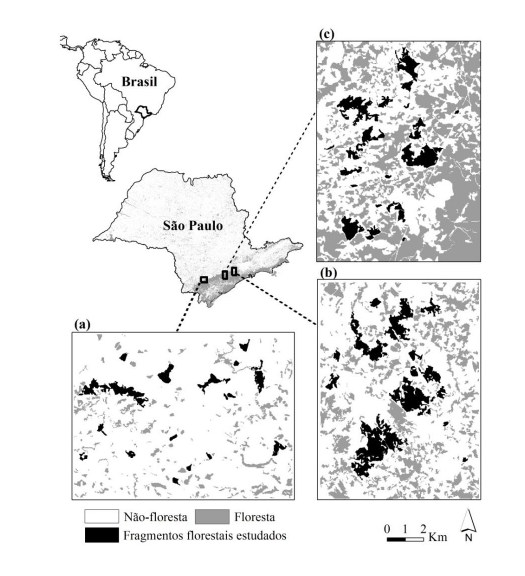 (c)
Brasil
São Paulo
(b)
(a)
Não-floresta
Floresta
Fragmentos florestais estudados
0 1 2 Km
N